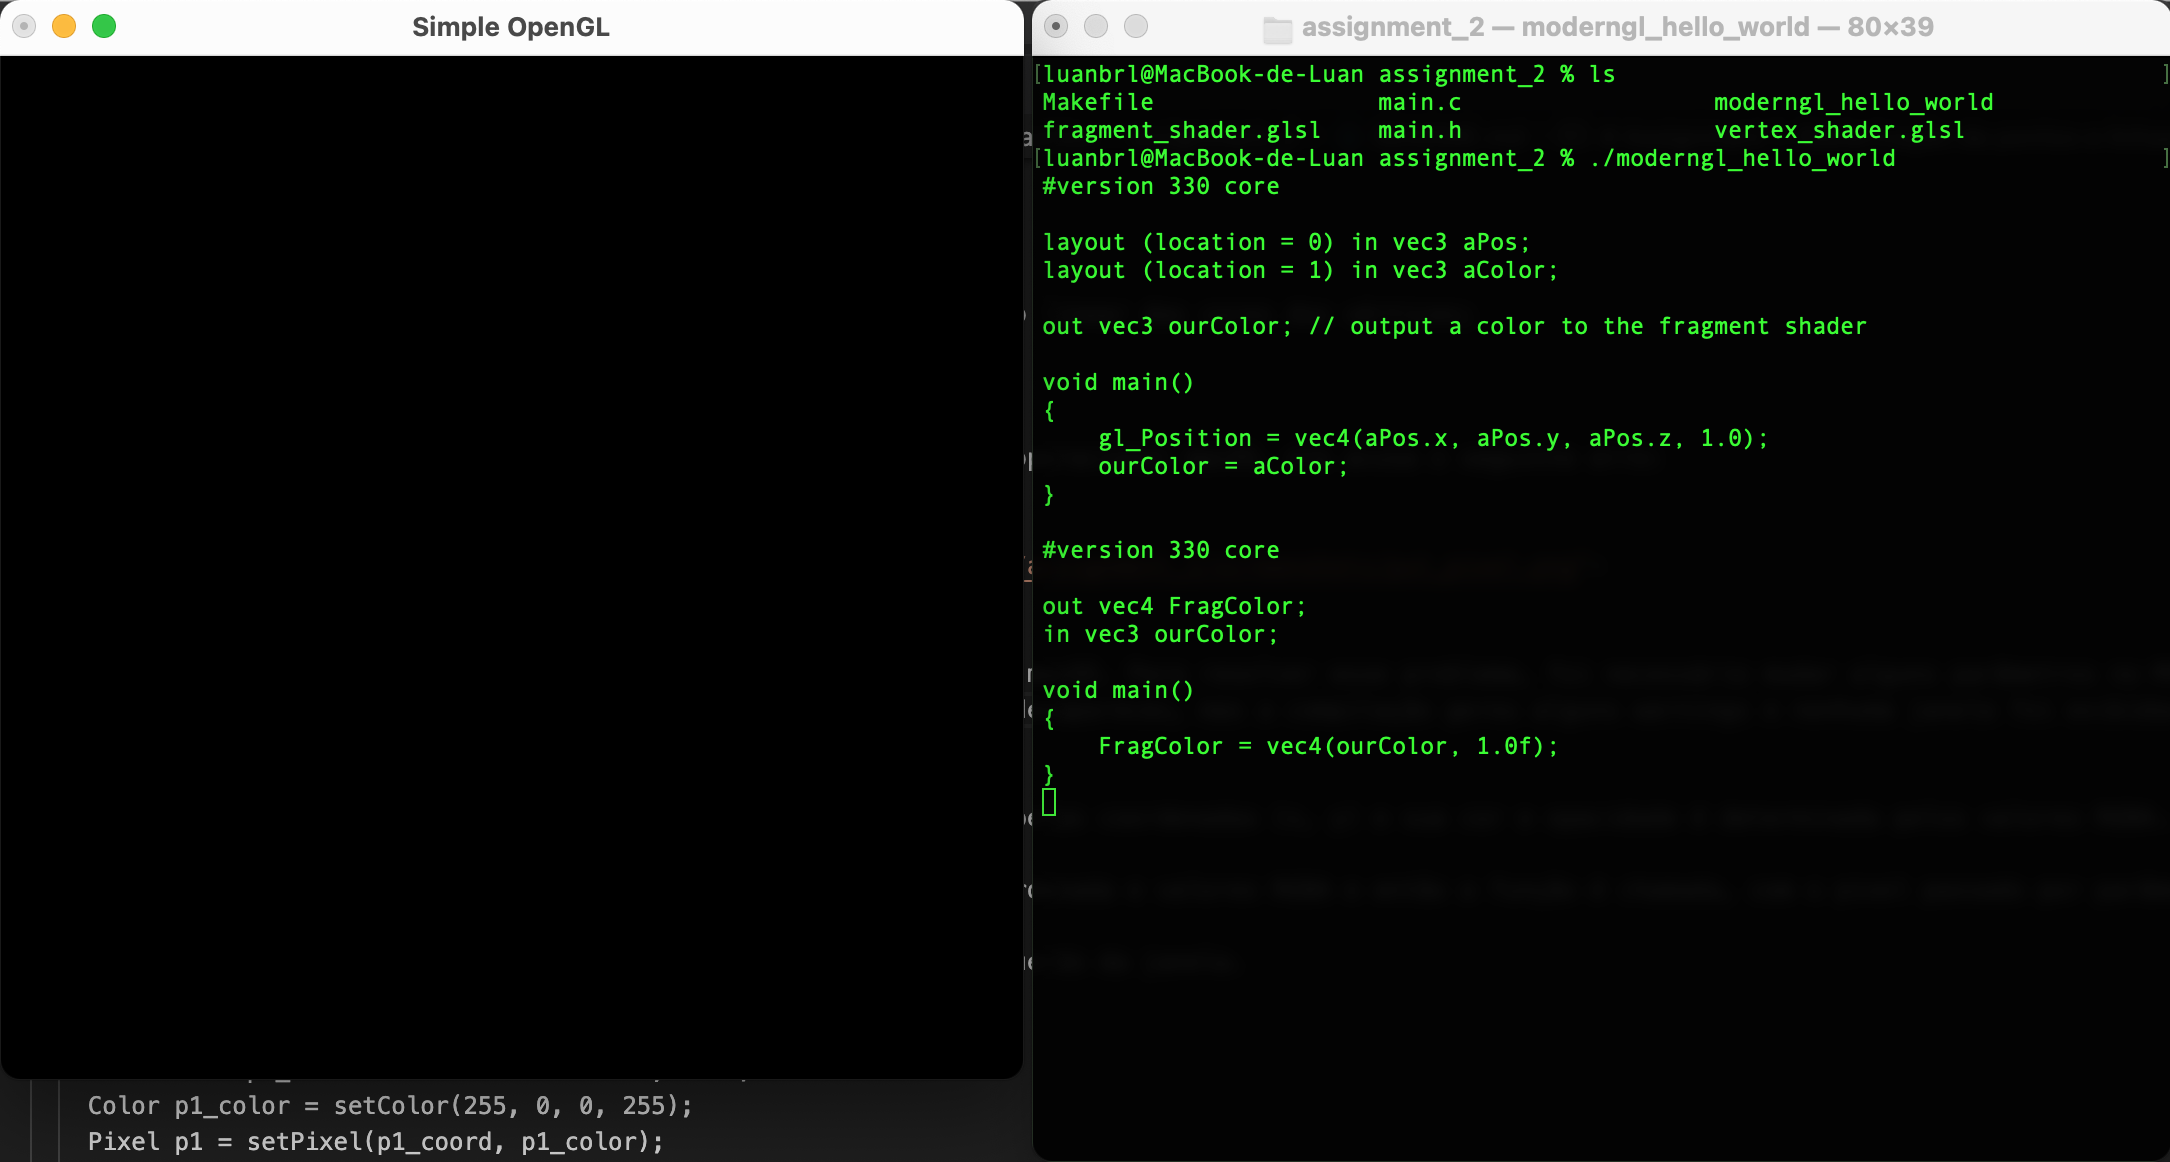 Simple OpenGL
assignment_2 — moderngl_hello_world — 80×39
[luanbrl@MacBook-de-Luan assignment_2 % ls ]
Makefile main.c moderngl_hello_world
fragment_shader.glsl main.h vertex_shader.glsl
[luanbrl@MacBook-de-Luan assignment_2 % ./moderngl_hello_world ]
#version 330 core
layout (location = 0) in vec3 aPos;
layout (location = 1) in vec3 aColor;
out vec3 ourColor; // output a color to the fragment shader
void main()
{
gl_Position = vec4(aPos.x, aPos.y, aPos.z, 1.0);
ourColor = aColor;
}
#version 330 core
out vec4 FragColor;
in vec3 ourColor;
void main()
{
FragColor = vec4(ourColor, 1.0f);
}
Color p1_color = setColor(255, 0, 0, 255);
Pixel p1 = setPixel(p1_coord, p1_color);